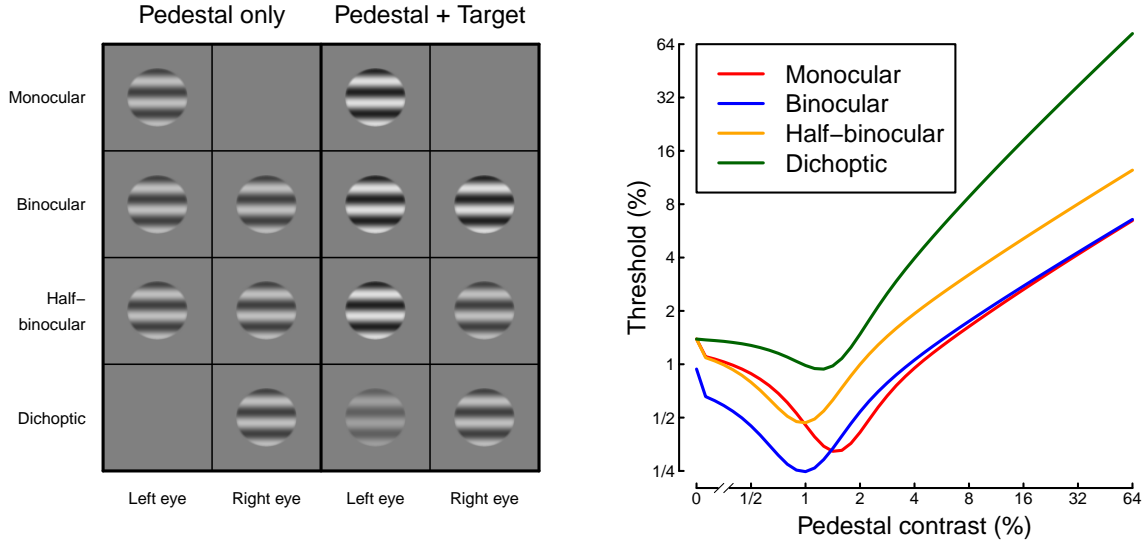 Pedestal only
Pedestal + Target
Monocular
Binocular
Half−
binocular
Dichoptic
Left eye
Right eye
Left eye
Right eye
Threshold (%)
64
32
16
8
4
2
1
1/2
1/4
Monocular
Binocular
Half−binocular
Dichoptic
0
1/2
1
2
4
8
16
32
64
Pedestal contrast (%)